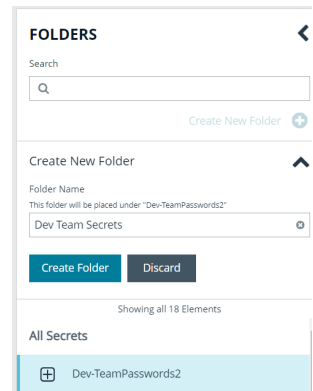 FOLDERS
Search
Create New Folder
Create New Folder
Folder Name
This folder will be placed under "Dev-TeamPasswords2"
Dev Team Secrets
Create Folder Discard
Showing all 18 Elements
All Secrets
Dev-TeamPasswords2